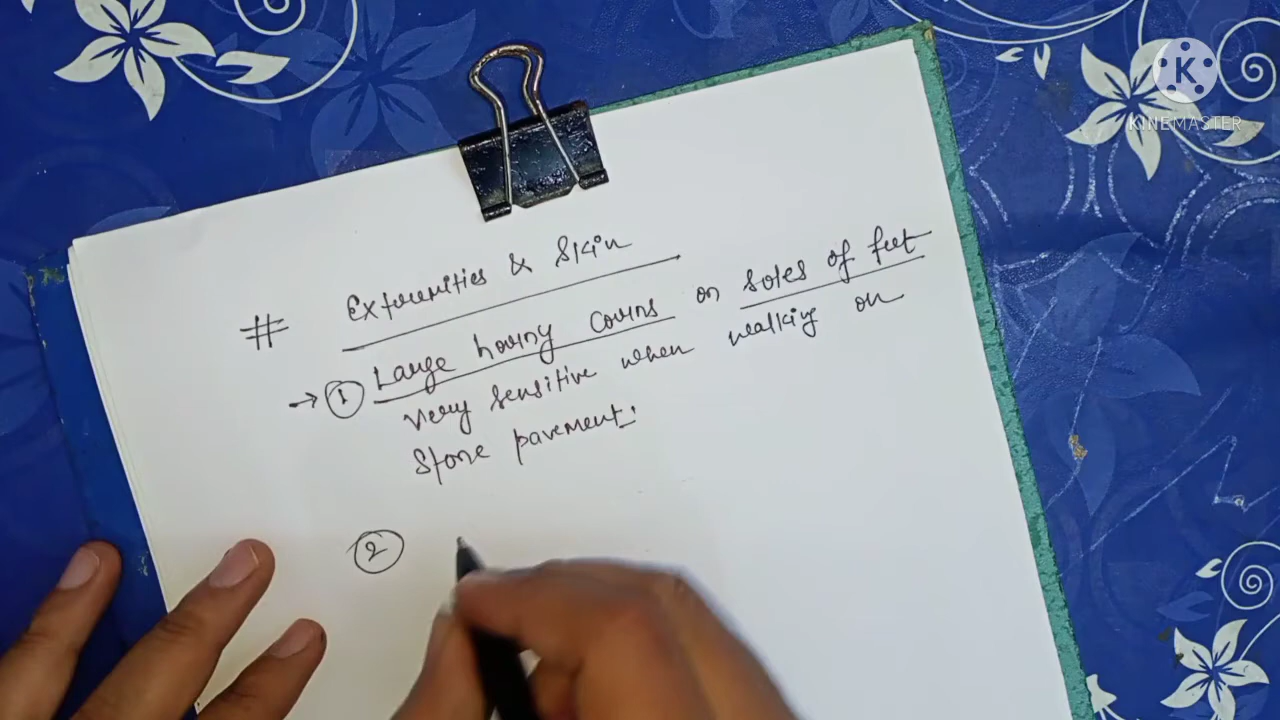 # Extremities & Skin
→ ① Large horny corns on soles of feet
very sensitive when walking on
Stone pavement.
②
K
KINEMASTER